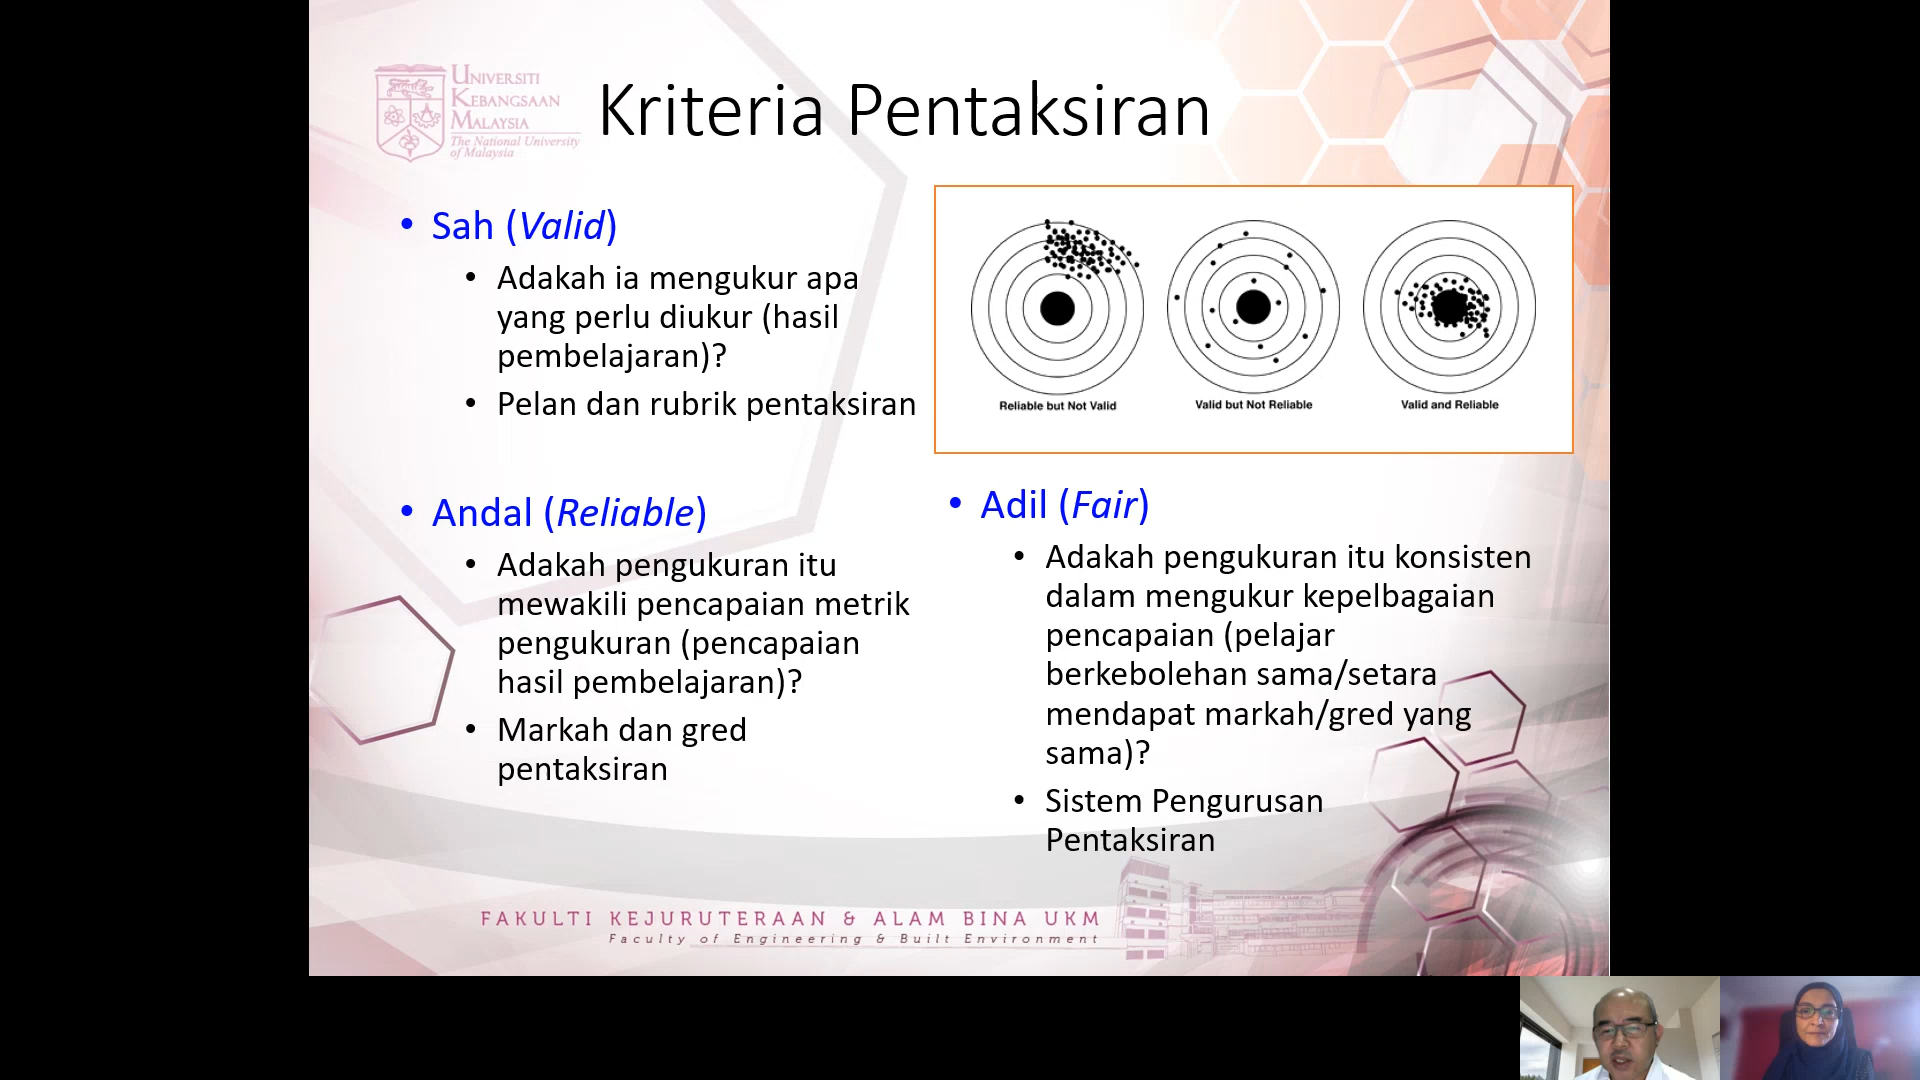 UNIVERSITI
KEBANGSAAN
MALAYSIA
The National University
of Malaysia
Kriteria Pentaksiran
• Sah (Valid)
• Adakah ia mengukur apa
yang perlu diukur (hasil
pembelajaran)?
• Pelan dan rubrik pentaksiran
Reliable but Not Valid
Valid but Not Reliable
Valid and Reliable
• Andal (Reliable)
• Adakah pengukuran itu
mewakili pencapaian metrik
pengukuran (pencapaian
hasil pembelajaran)?
• Markah dan gred
pentaksiran
• Adil (Fair)
• Adakah pengukuran itu konsisten
dalam mengukur kepelbagaian
pencapaian (pelajar
berkebolehan sama/setara
mendapat markah/gred yang
sama)?
• Sistem Pengurusan
Pentaksiran
FAKULTI KEJURUTERAAN & ALAM BINA UKM
Faculty of Engineering & Built Environment